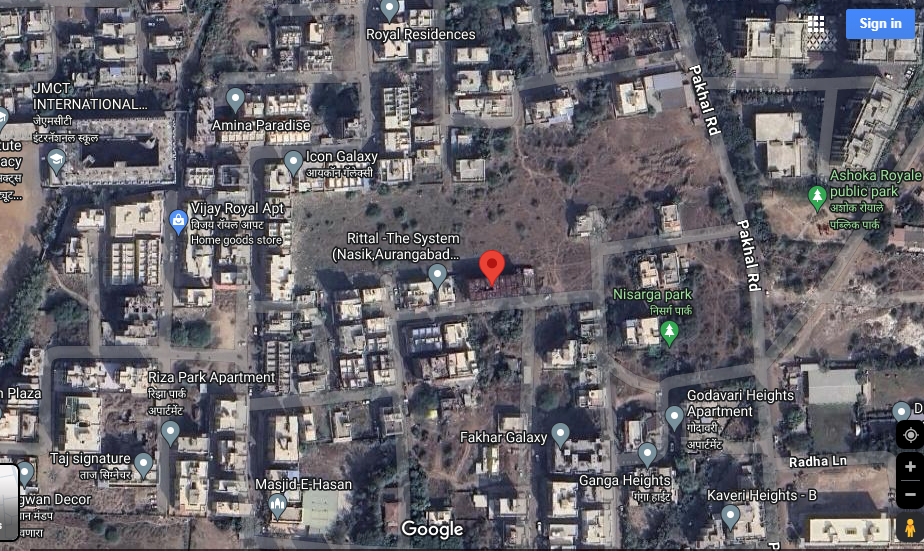 Sign in
Royal Residences
JMCT
INTERNATIONAL...
जेएमसीटी
इंटरनॅशनल स्कूल
Amina Paradise
Pakhal Rd
Icon Galaxy
आयकॉन गॅलेक्सी
Ashoka Royale
public park
अशोक रोयाले
पब्लिक पार्क
Vijay Royal Apt
विजय रॉयल आपट
Home goods store
Rittal -The System
(Nasik,Aurangabad...
Pakhal Rd
Nisarga park
निसर्ग पार्क
Riza Park Apartment
रिझा पार्क
अपार्टमेंट
Plaza
Godavari Heights
Apartment
गोदावरी
अपार्टमेंट
Fakhar Galaxy
Taj signature
ताज सिग्नेचर
Radha Ln
Ganga Heights
गंगा हाईट
Masjid-E-Hasan
Kaveri Heights - B
Decor
Google